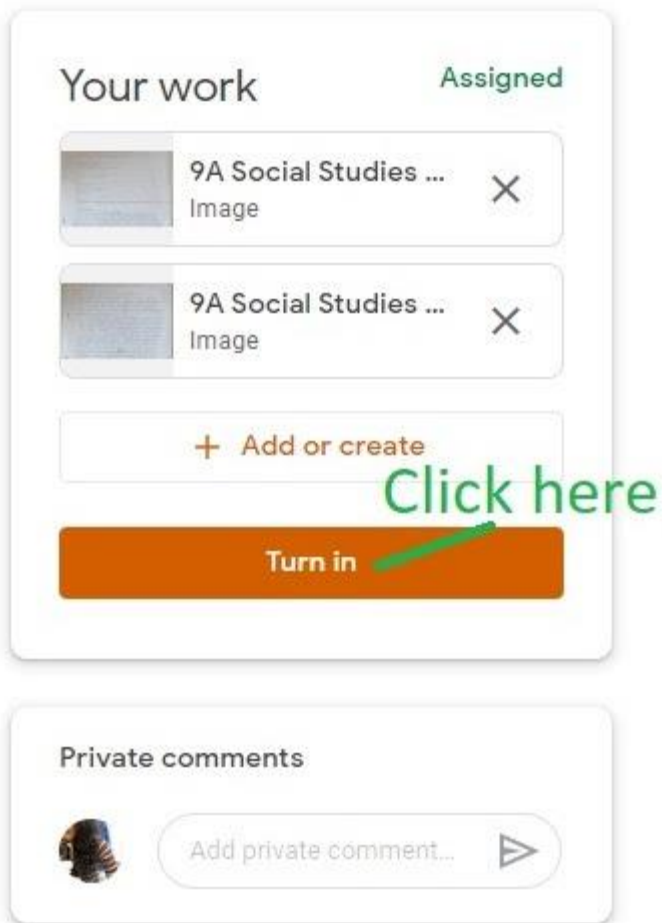 Your work
Assigned
9A Social Studies ...
Image
9A Social Studies ...
Image
+ Add or create
Click here
Turn in
Private comments
Add private comment...